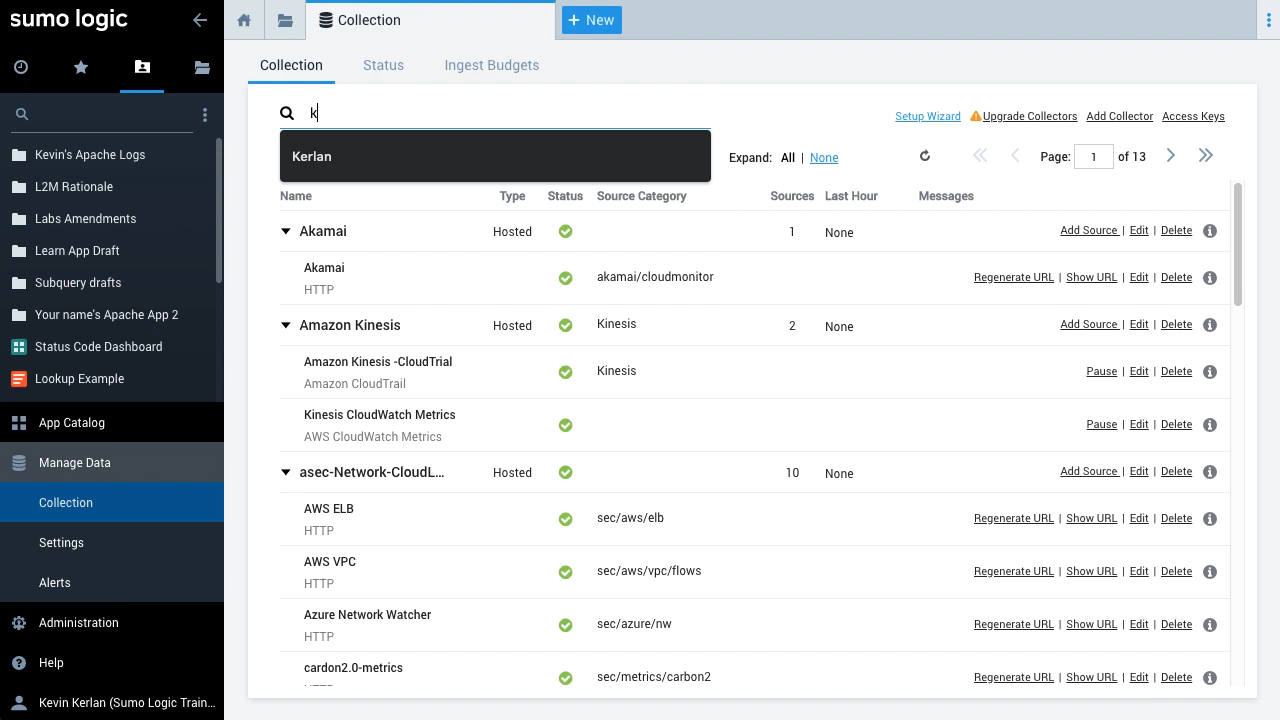 sumo logic
Collection
+ New
Collection
Status
Ingest Budgets
k
Kerlan
Setup Wizard
Upgrade Collectors
Add Collector
Access Keys
Expand: All | None
Page: 1 of 13
Kevin's Apache Logs
L2M Rationale
Labs Amendments
Learn App Draft
Subquery drafts
Your name's Apache App 2
Status Code Dashboard
Lookup Example
App Catalog
Manage Data
Collection
Settings
Alerts
Administration
Help
Kevin Kerlan (Sumo Logic Train...
Name Type Status Source Category Sources Last Hour Messages
Akamai Hosted 1 None Add Source | Edit | Delete
Akamai
HTTP
akamai/cloudmonitor Regenerate URL | Show URL | Edit | Delete
Amazon Kinesis Hosted Kinesis 2 None Add Source | Edit | Delete
Amazon Kinesis -CloudTrial
Amazon CloudTrail
Kinesis Pause | Edit | Delete
Kinesis CloudWatch Metrics
AWS CloudWatch Metrics
Pause | Edit | Delete
asec-Network-CloudL... Hosted 10 None Add Source | Edit | Delete
AWS ELB
HTTP
sec/aws/elb Regenerate URL | Show URL | Edit | Delete
AWS VPC
HTTP
sec/aws/vpc/flows Regenerate URL | Show URL | Edit | Delete
Azure Network Watcher
HTTP
sec/azure/nw Regenerate URL | Show URL | Edit | Delete
cardon2.0-metrics
sec/metrics/carbon2 Regenerate URL | Show URL | Edit | Delete